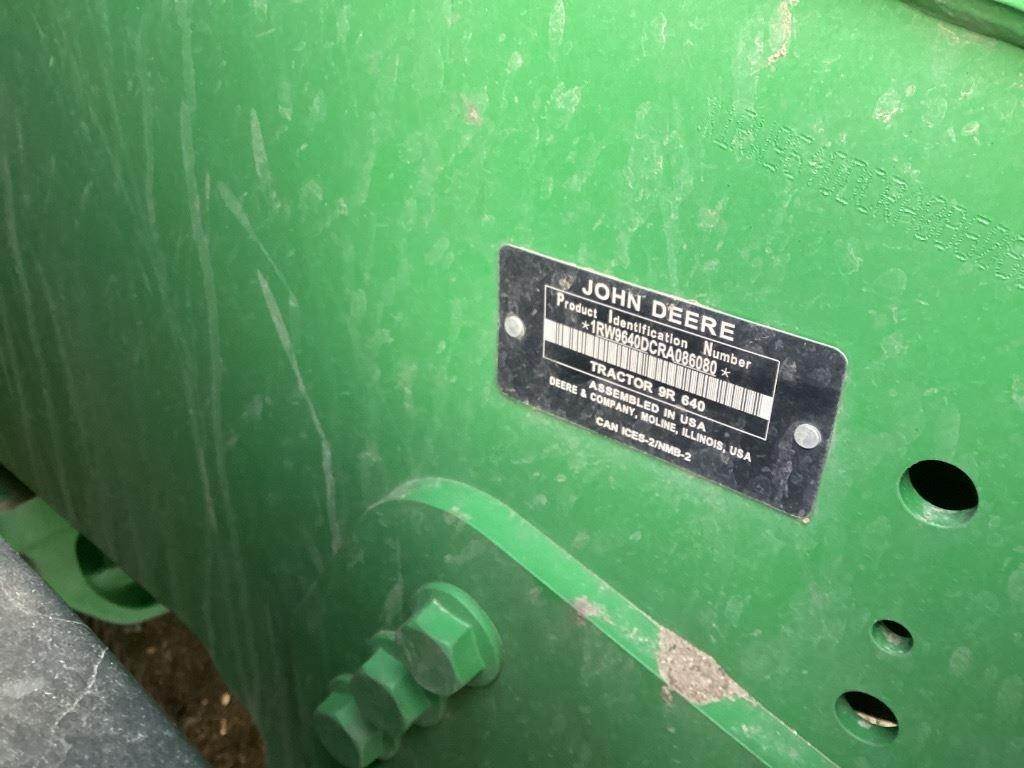 JOHN DEERE
Product Identification Number
*1RW9640DCRA086080*
TRACTOR 9R 640
ASSEMBLED IN USA
DEERE & COMPANY, MOLINE, ILLINOIS, USA
CAN ICES-2/NMB-2